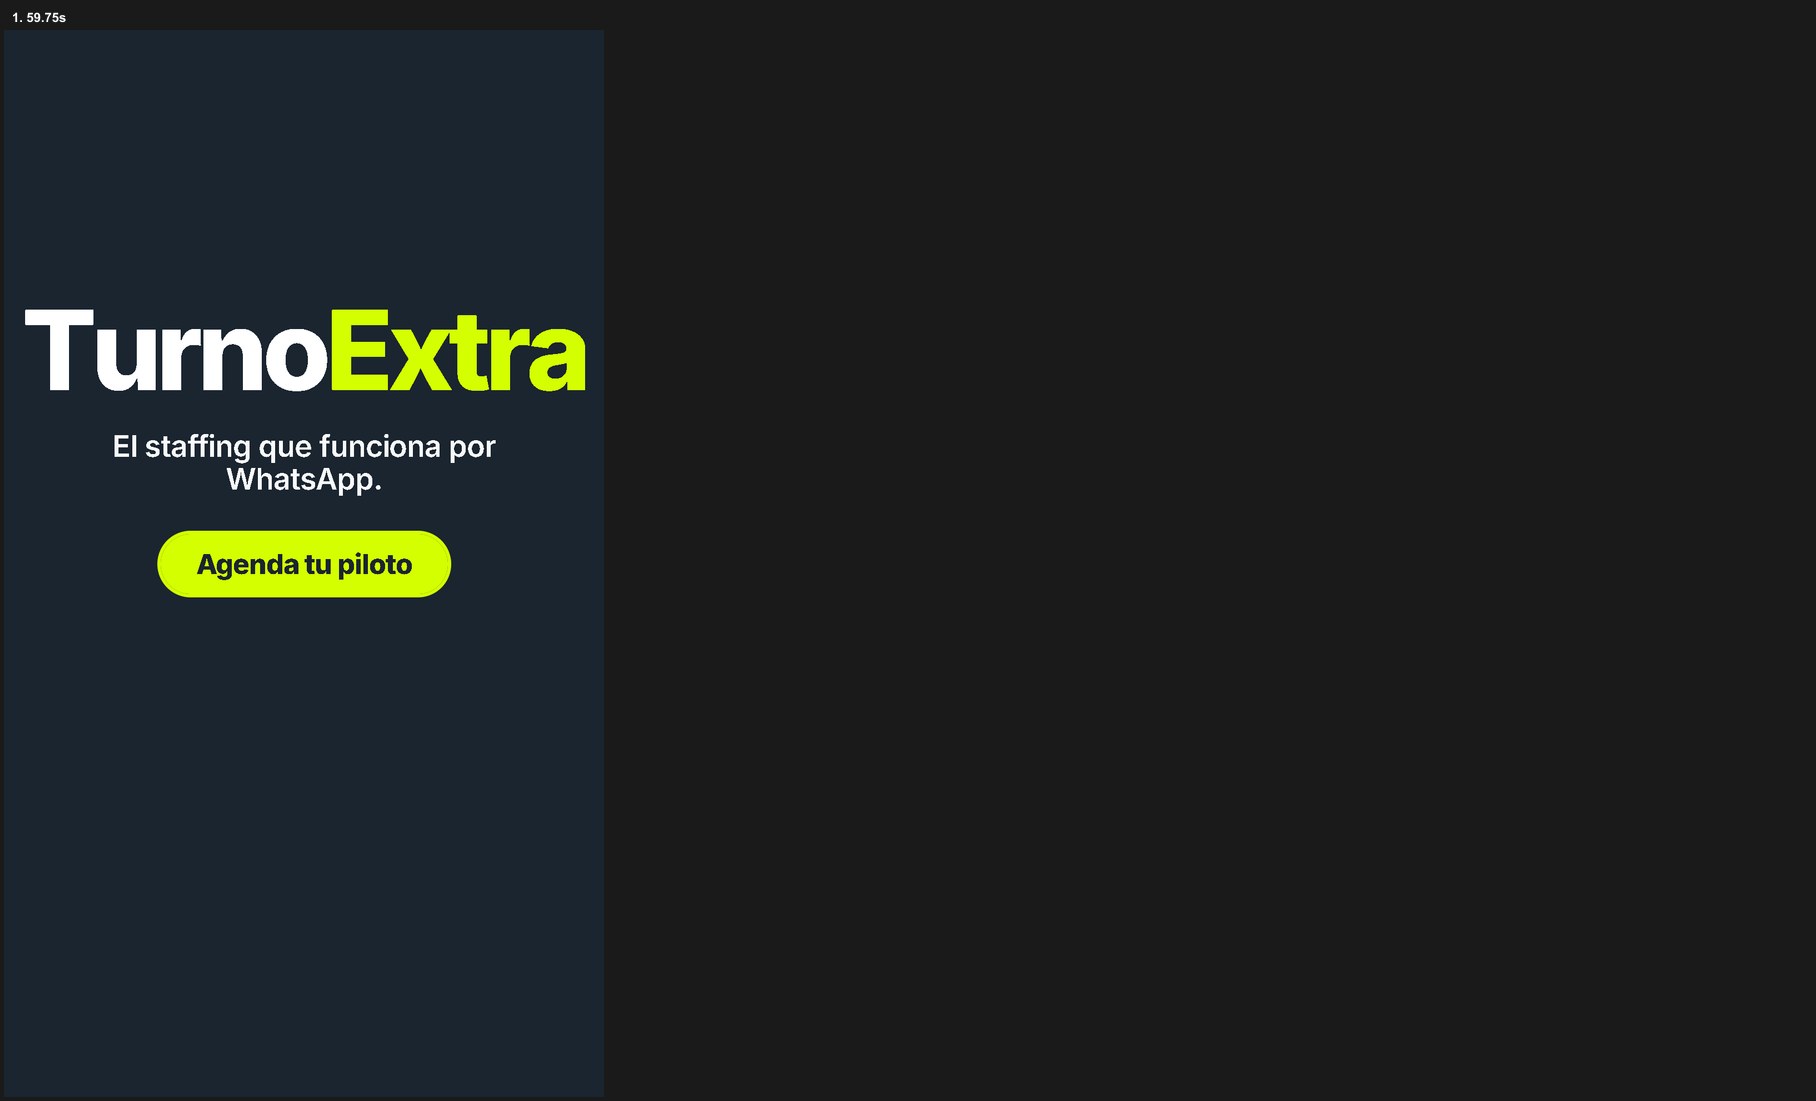 1. 59.75s
TurnoExtra
El staffing que funciona por
WhatsApp.
Agenda tu piloto